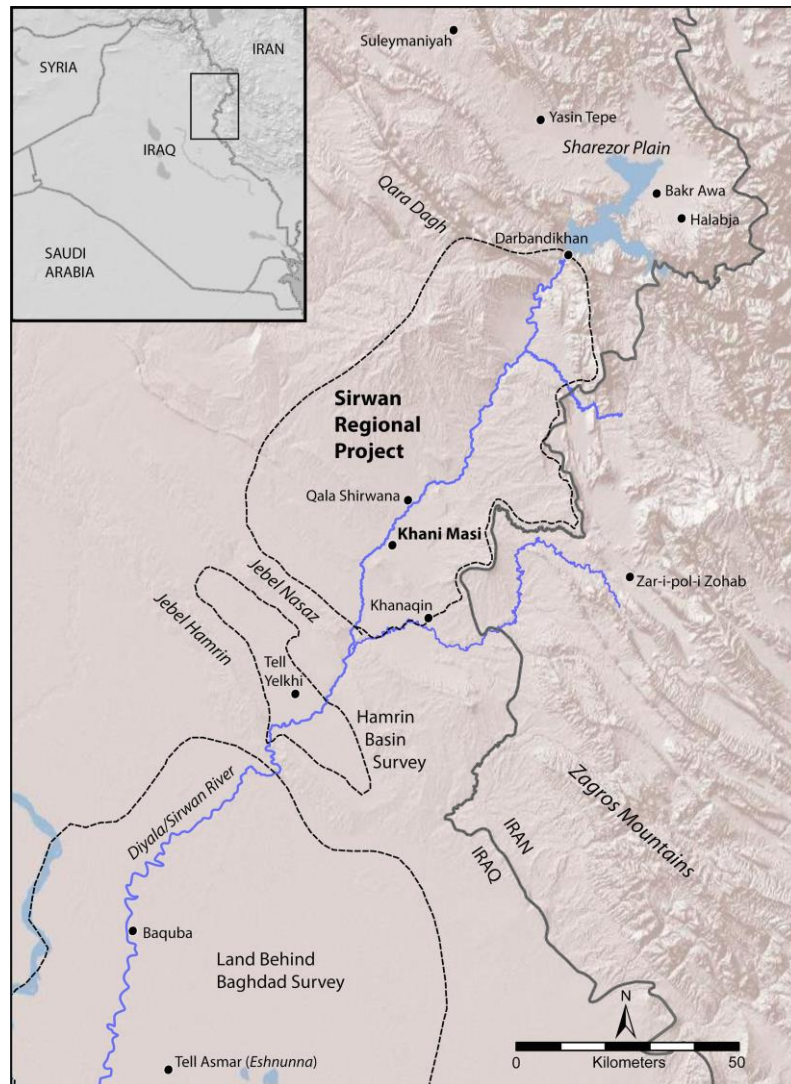 SYRIA
IRAN
IRAQ
SAUDI
ARABIA
Suleymaniyah
Yasin Tepe
Sharezor Plain
Bakr Awa
Halabja
Qara Dagh
Darbandikhan
Sirwan
Regional
Project
Qala Shirwana
Khani Masi
Zar-i-pol-i Zohab
Jebel Nasaz
Khanaqin
Jebel Hamrin
Tell
Yelkhi
Hamrin
Basin
Survey
Diyala/Sirwan River
Zagros Mountains
IRAN
IRAQ
Baquba
Land Behind
Baghdad Survey
Tell Asmar (Eshnunna)
N
0 Kilometers 50